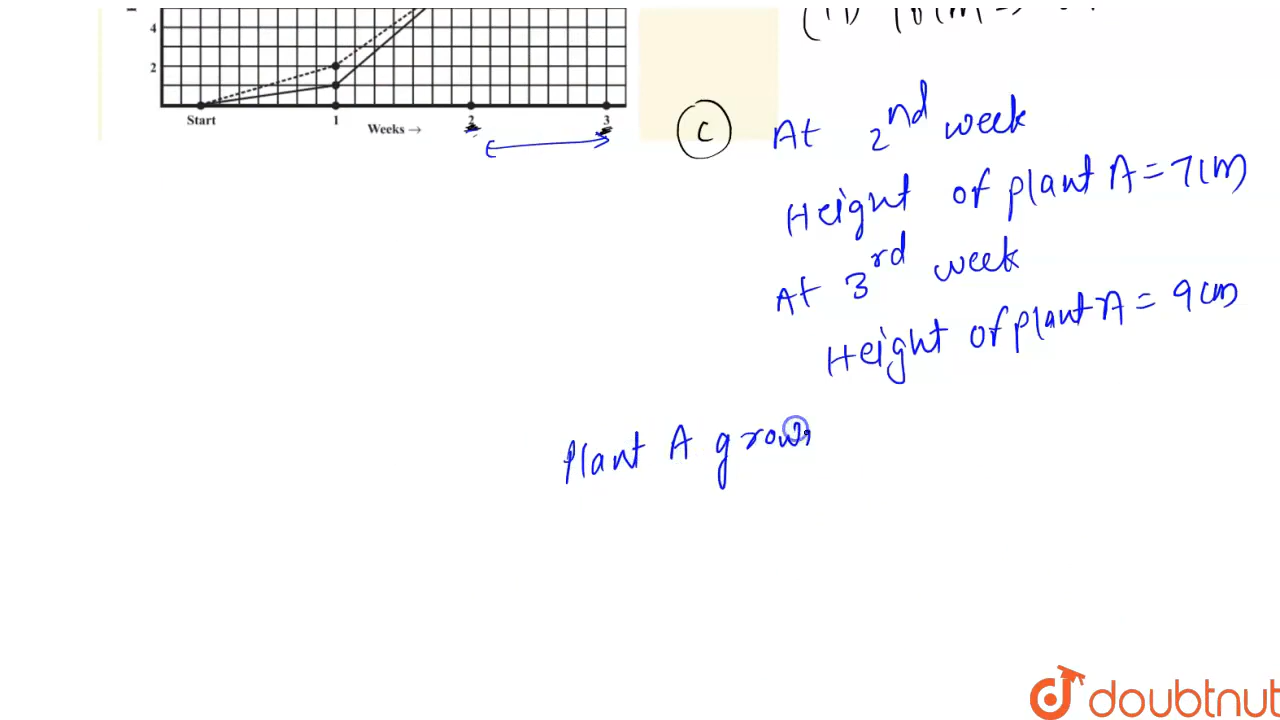 4
2
Start 1 2 3
Weeks →
C At 2nd week
Height of plant A = 7cm
At 3rd week
Height of plant A = 9cm
Plant A grows
doubtnut